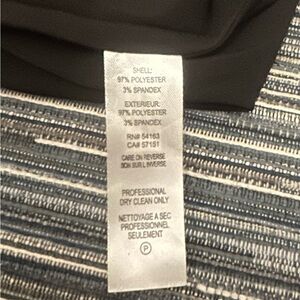 SHELL:
97% POLYESTER
3% SPANDEX
EXTERIEUR:
97% POLYESTER
3% SPANDEX
RN# 54163
CA# 57151
CARE ON REVERSE
SOIN SUR L'INVERSE
PROFESSIONAL
DRY CLEAN ONLY
NETTOYAGE A SEC
PROFESSIONNEL
SEULEMENT
P